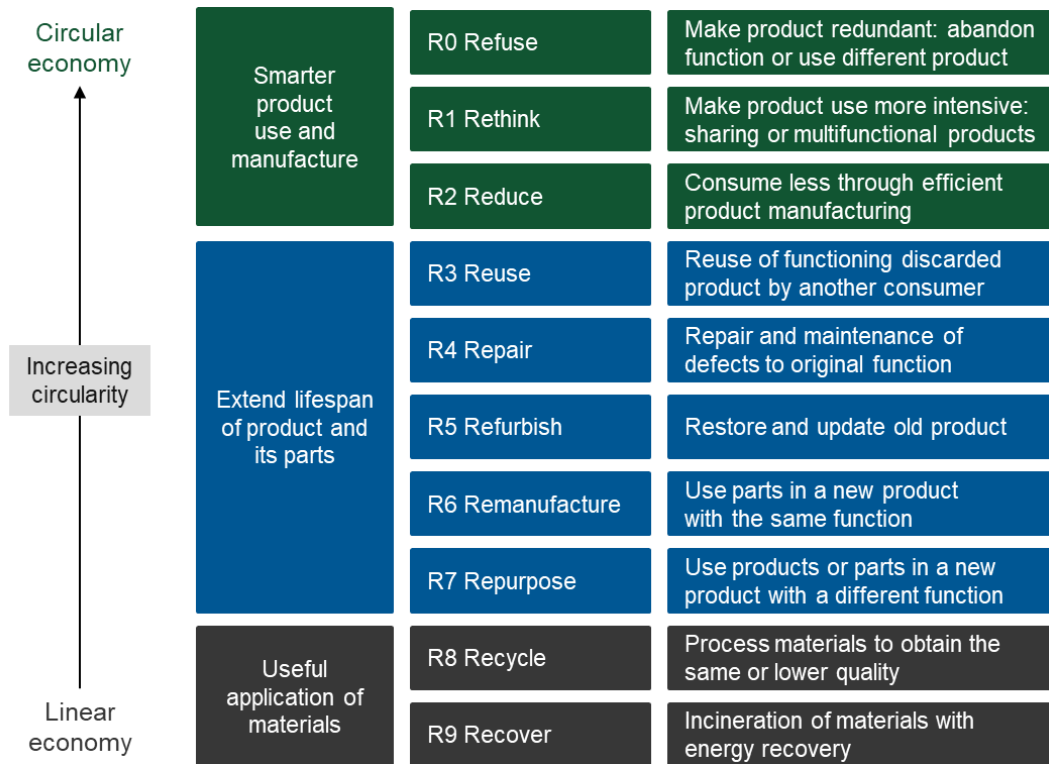 Circular
economy
Increasing
circularity
Linear
economy
Smarter
product
use and
manufacture
R0 Refuse
Make product redundant: abandon
function or use different product
R1 Rethink
Make product use more intensive:
sharing or multifunctional products
R2 Reduce
Consume less through efficient
product manufacturing
Extend lifespan
of product and
its parts
R3 Reuse
Reuse of functioning discarded
product by another consumer
R4 Repair
Repair and maintenance of
defects to original function
R5 Refurbish
Restore and update old product
R6 Remanufacture
Use parts in a new product
with the same function
R7 Repurpose
Use products or parts in a new
product with a different function
Useful
application of
materials
R8 Recycle
Process materials to obtain the
same or lower quality
R9 Recover
Incineration of materials with
energy recovery